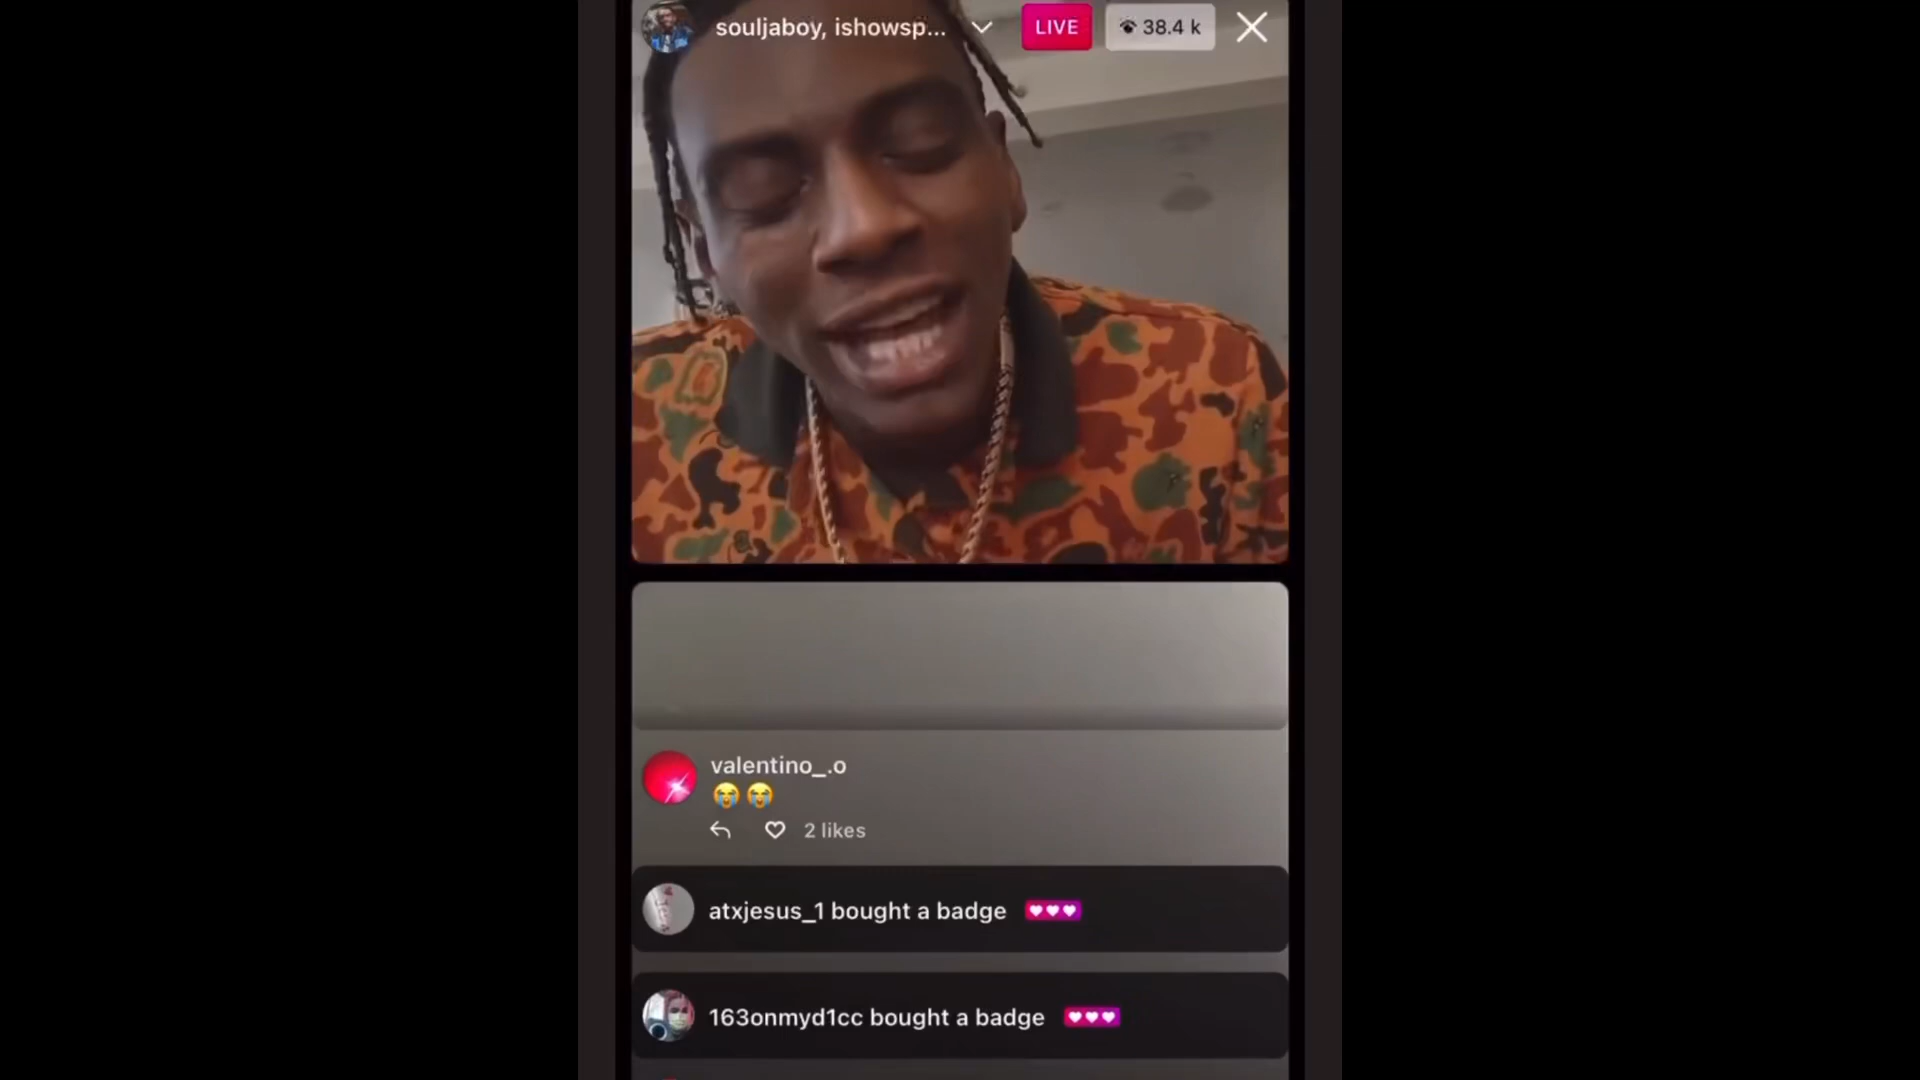 souljaboy, ishowsp...
LIVE
38.4 k
valentino_.o
😭😭
2 likes
atxjesus_1 bought a badge
163onmyd1cc bought a badge